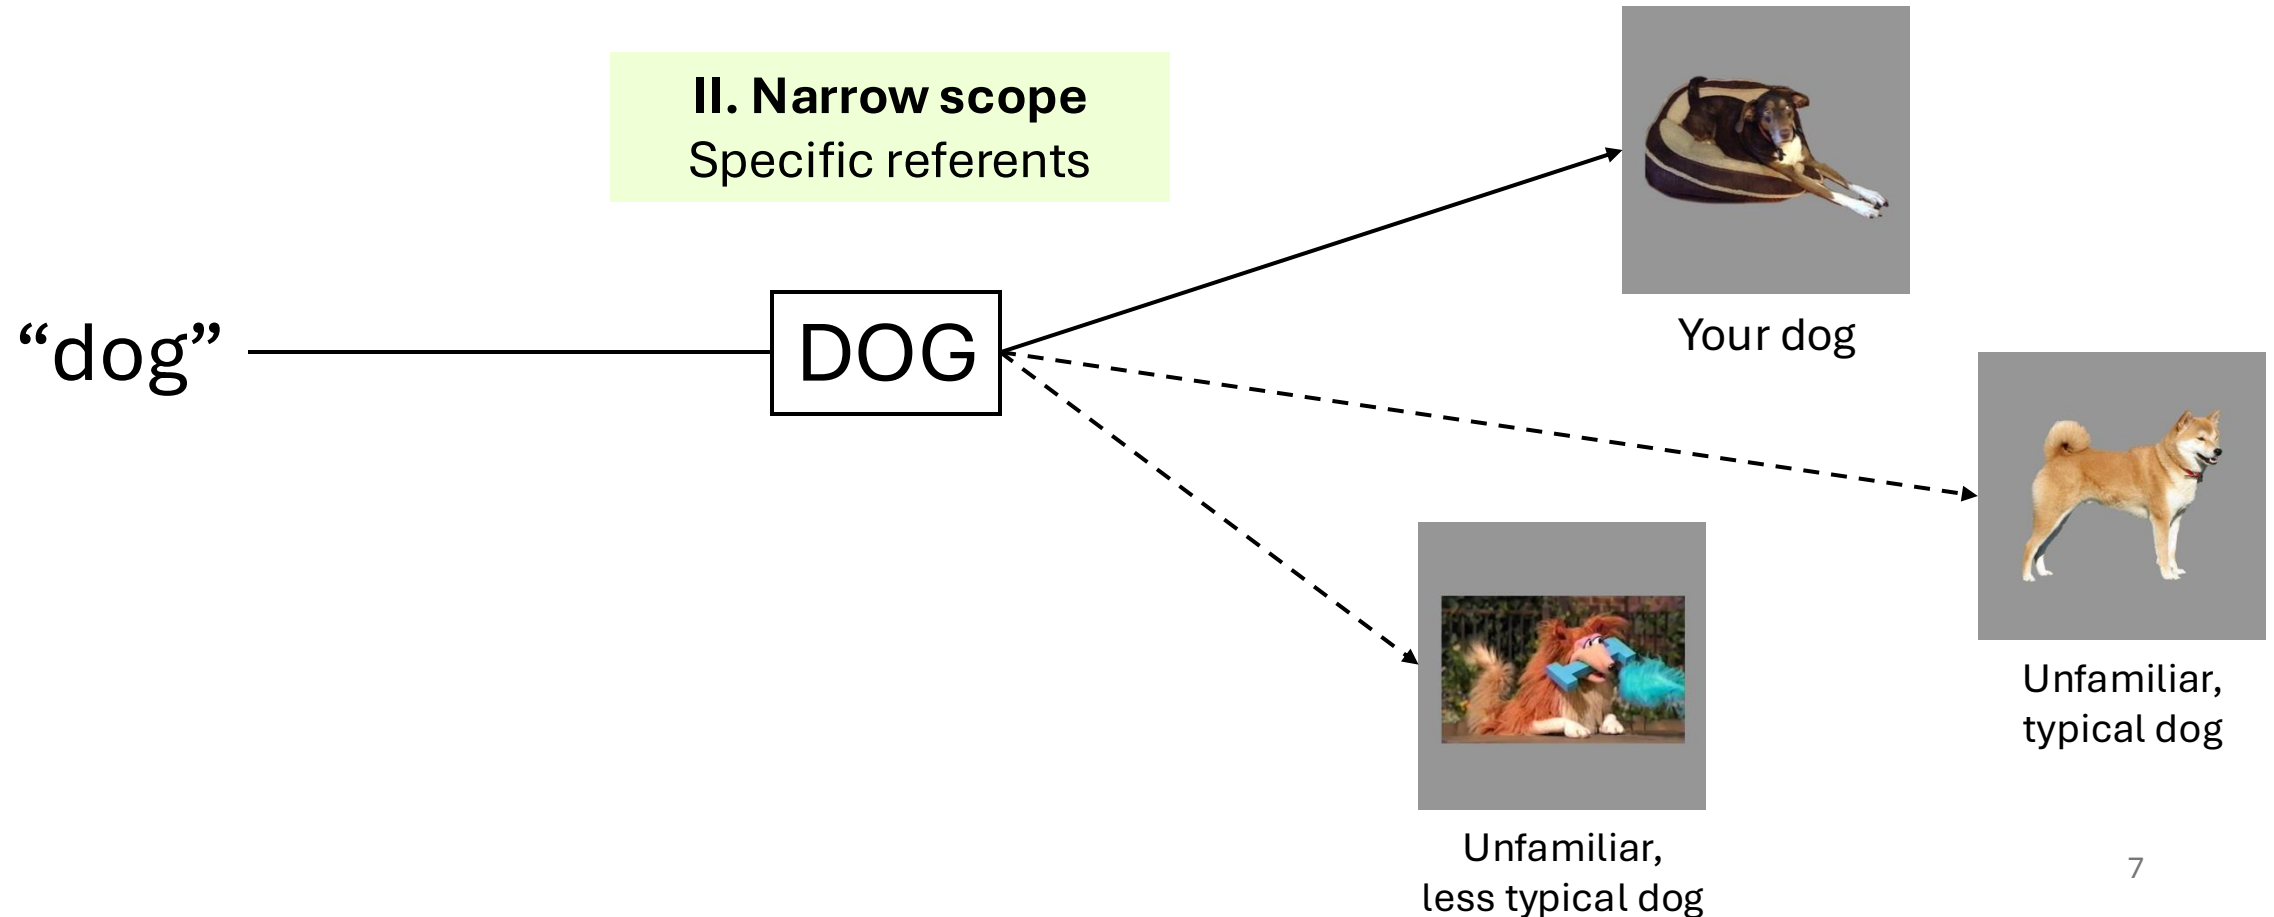 II. Narrow scope
Specific referents
“dog”
DOG
Your dog
Unfamiliar,
typical dog
Unfamiliar,
less typical dog
7